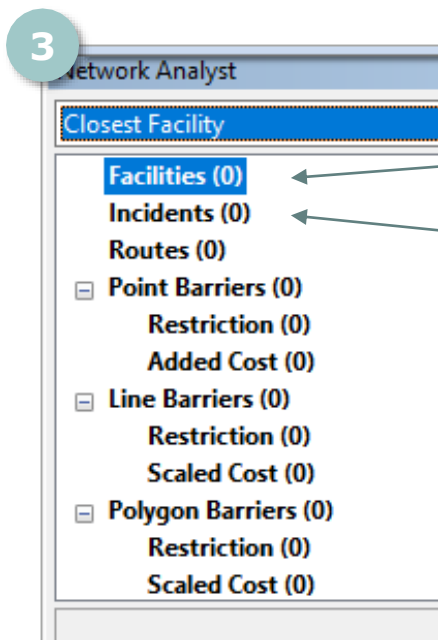 3
Network Analyst
Closest Facility
Facilities (0)
Incidents (0)
Routes (0)
Point Barriers (0)
Restriction (0)
Added Cost (0)
Line Barriers (0)
Restriction (0)
Scaled Cost (0)
Polygon Barriers (0)
Restriction (0)
Scaled Cost (0)